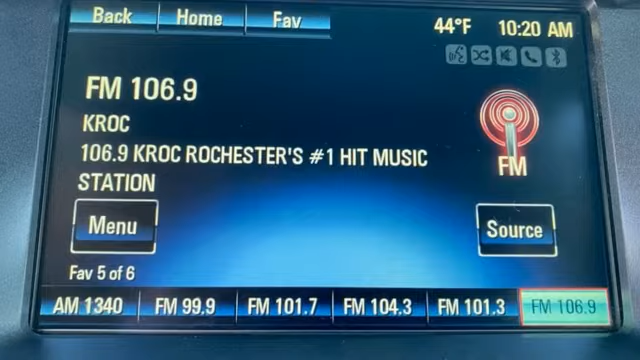 Back Home Fav
44°F 10:20 AM
FM 106.9
KROC
106.9 KROC ROCHESTER'S #1 HIT MUSIC
STATION
FM
Menu
Source
Fav 5 of 6
AM 1340 FM 99.9 FM 101.7 FM 104.3 FM 101.3 FM 106.9